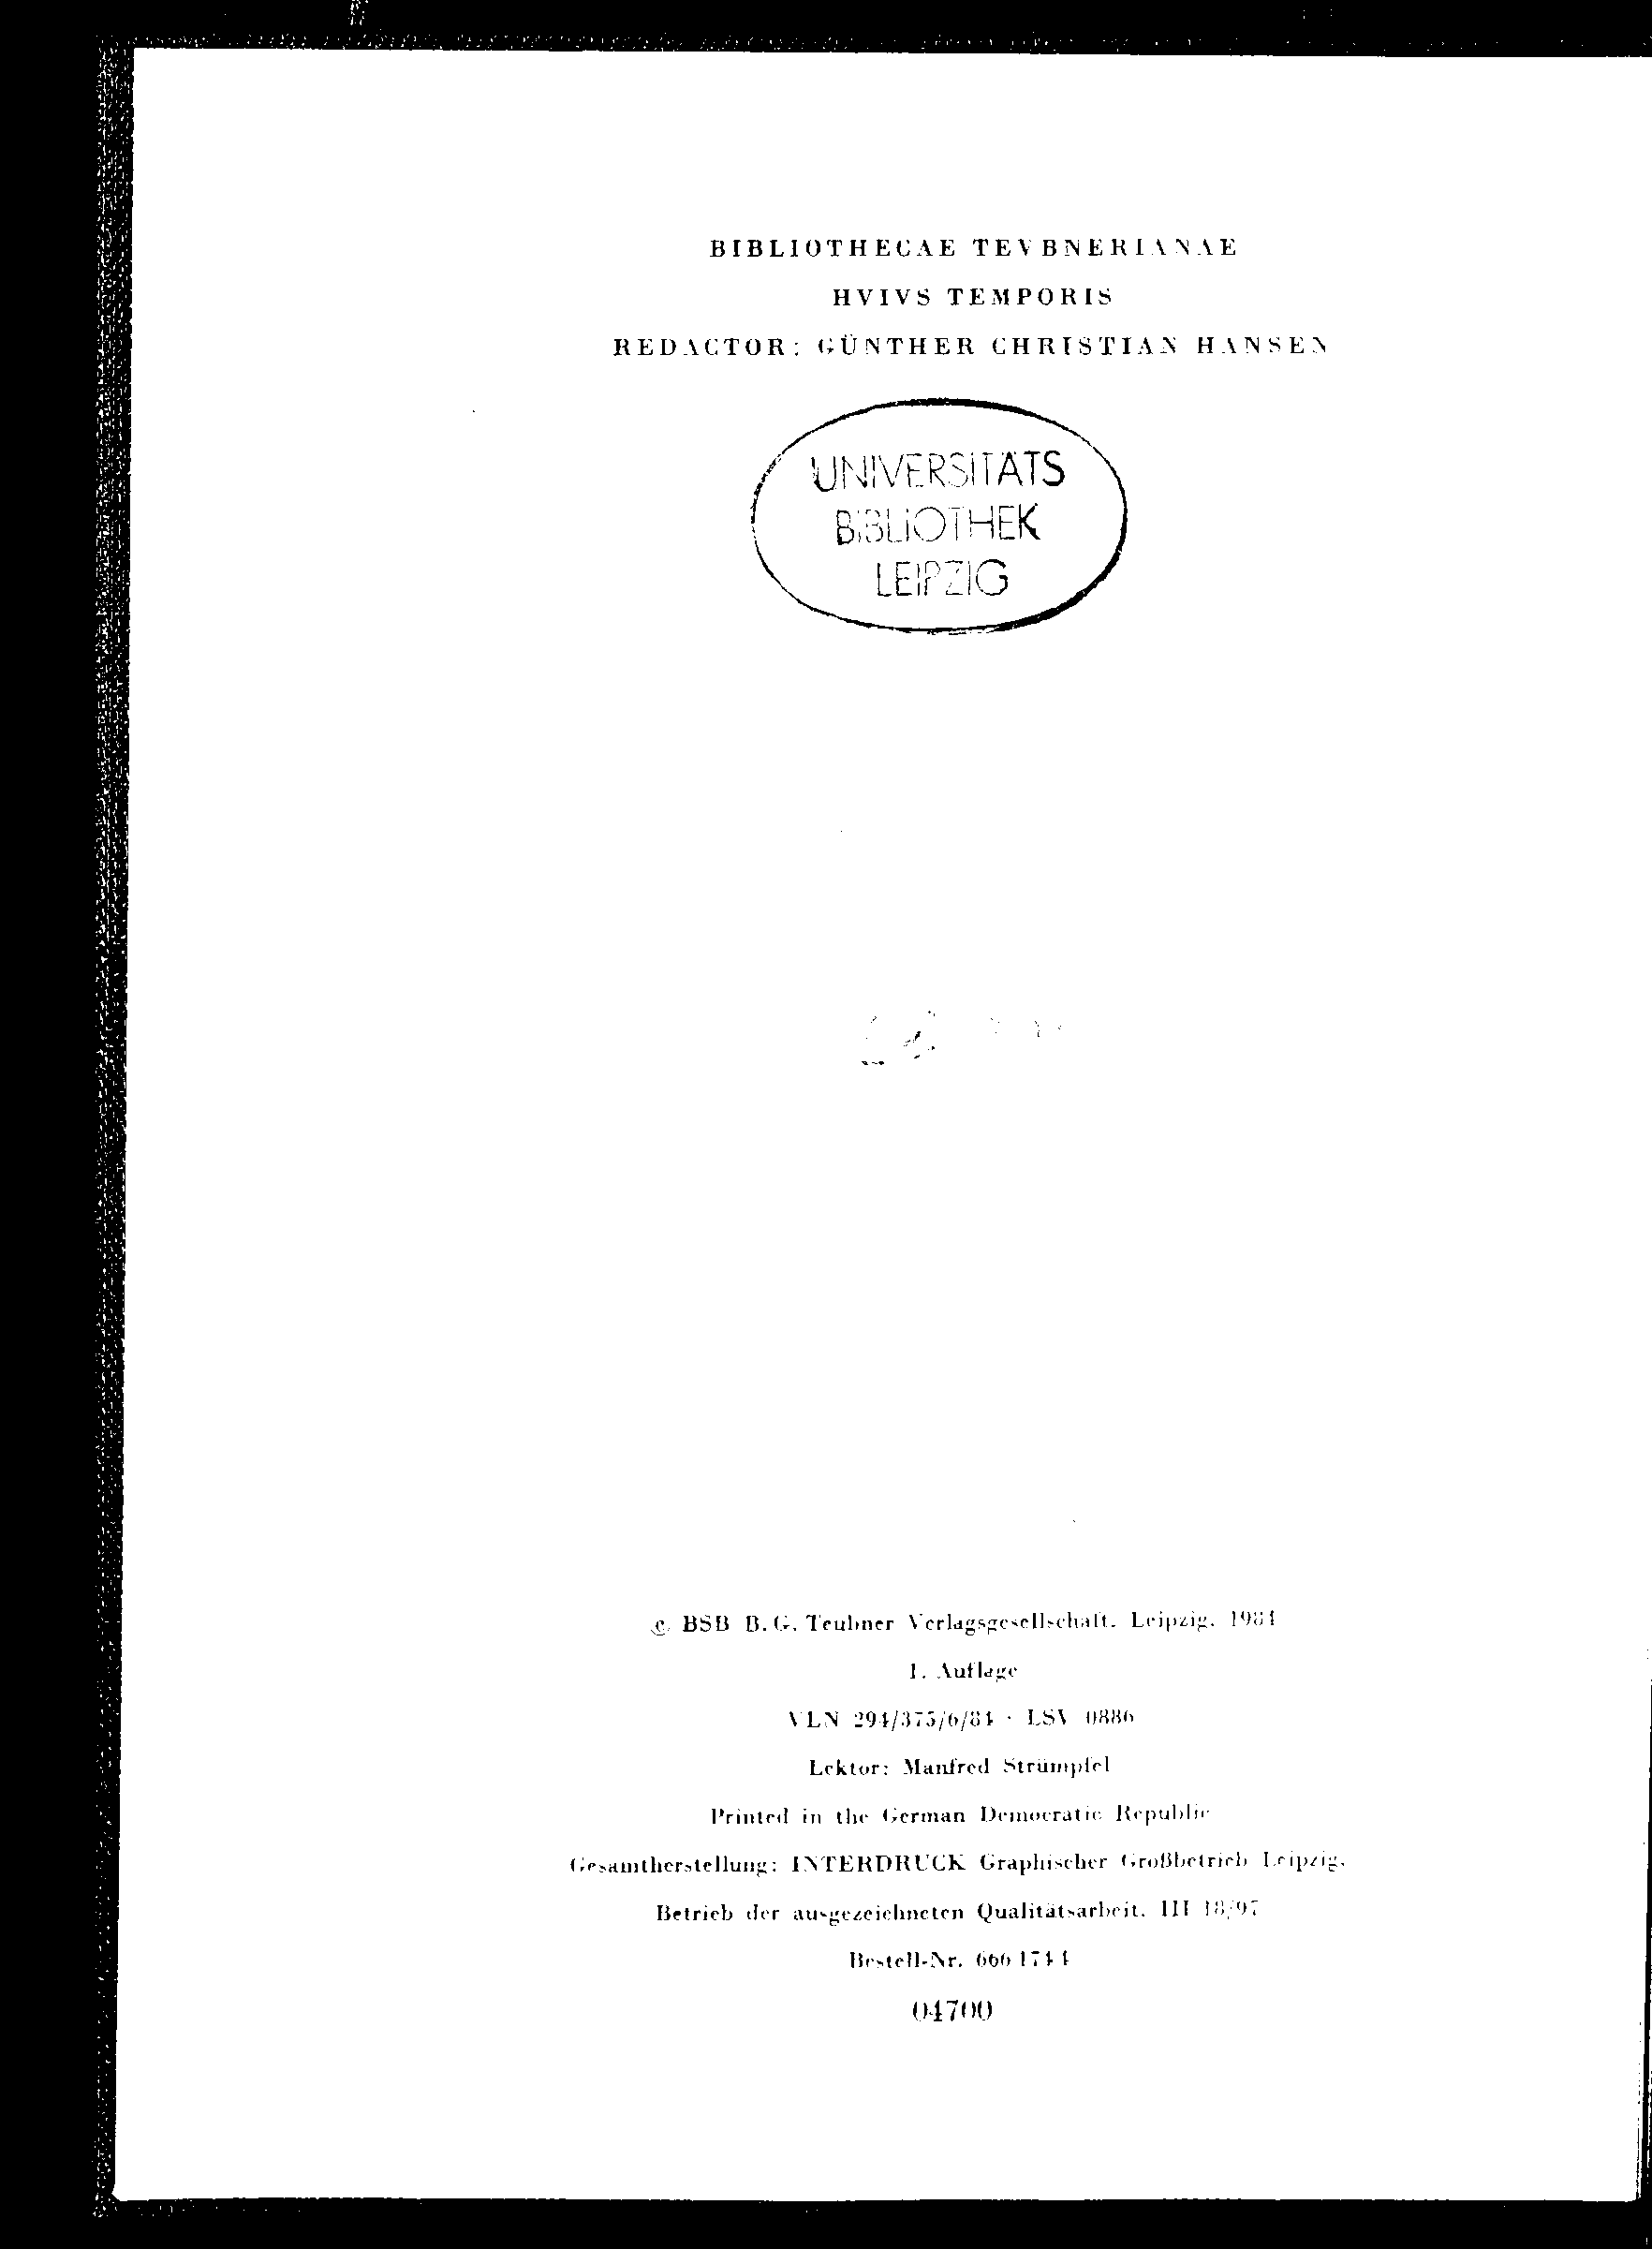 BIBLIOTHECAE TEVBNERIANAE
HVIVS TEMPORIS
REDACTOR: GÜNTHER CHRISTIAN HANSEN
UNIVERSITÄTS
BIBLIOTHEK
LEIPZIG
© BSB B. G. Teubner Verlagsgesellschaft, Leipzig, 1984
1. Auflage
VLN 294/375/6/84 · LSV 0886
Lektor: Manfred Strümpfel
Printed in the German Democratic Republic
Gesamtherstellung: INTERDRUCK Graphischer Großbetrieb Leipzig,
Betrieb der ausgezeichneten Qualitätsarbeit, III 18/97
Bestell-Nr. 666 174 4
04700